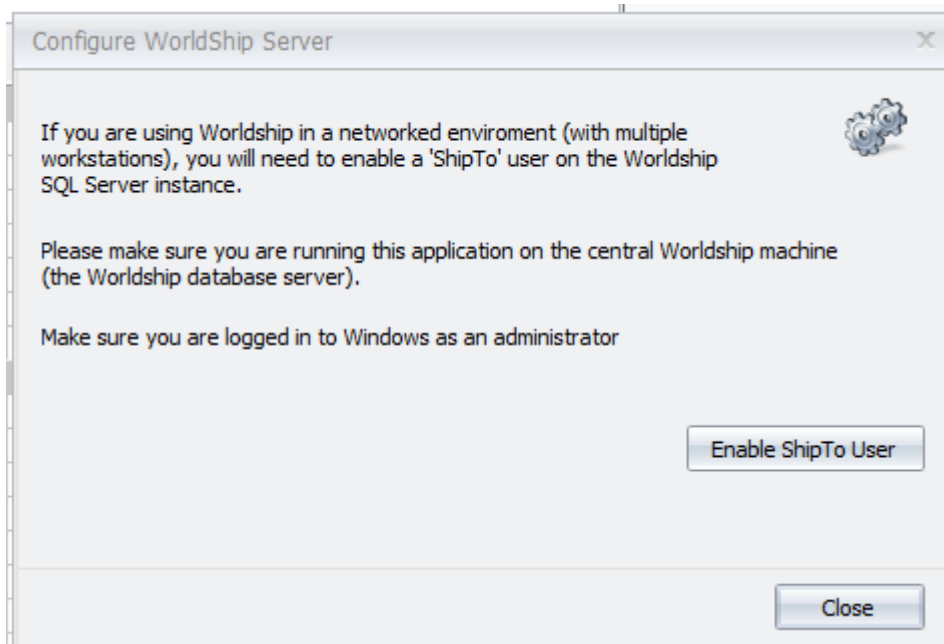 Configure WorldShip Server
If you are using Worldship in a networked enviroment (with multiple
workstations), you will need to enable a 'ShipTo' user on the Worldship
SQL Server instance.
Please make sure you are running this application on the central Worldship machine
(the Worldship database server).
Make sure you are logged in to Windows as an administrator
Enable ShipTo User
Close